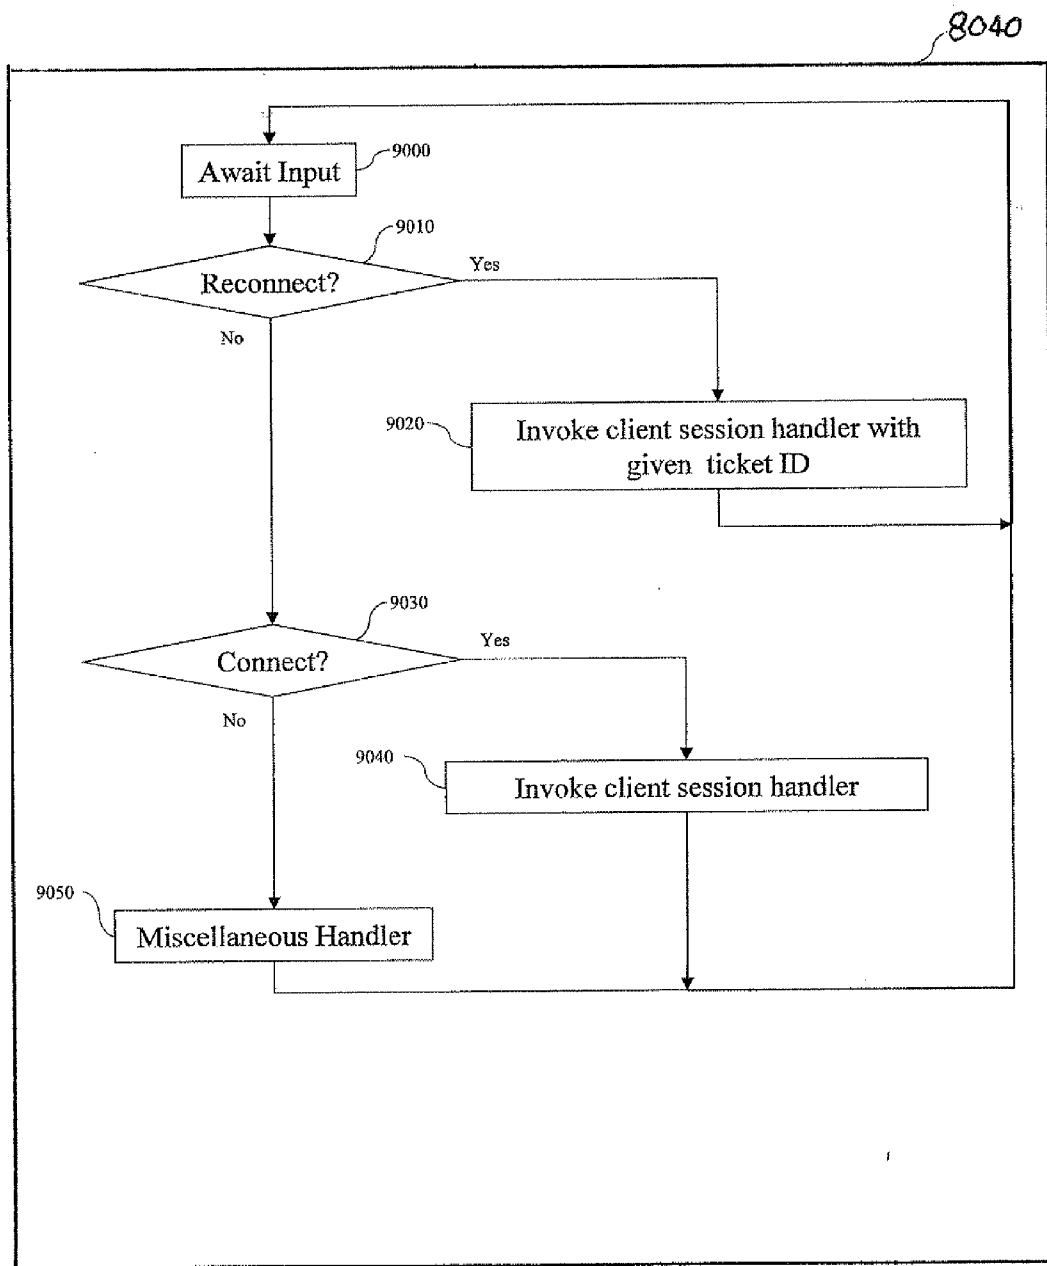 8040
Await Input
9000
9010
Reconnect?
Yes
No
9020
Invoke client session handler with
given ticket ID
9030
Connect?
Yes
No
9040
Invoke client session handler
9050
Miscellaneous Handler